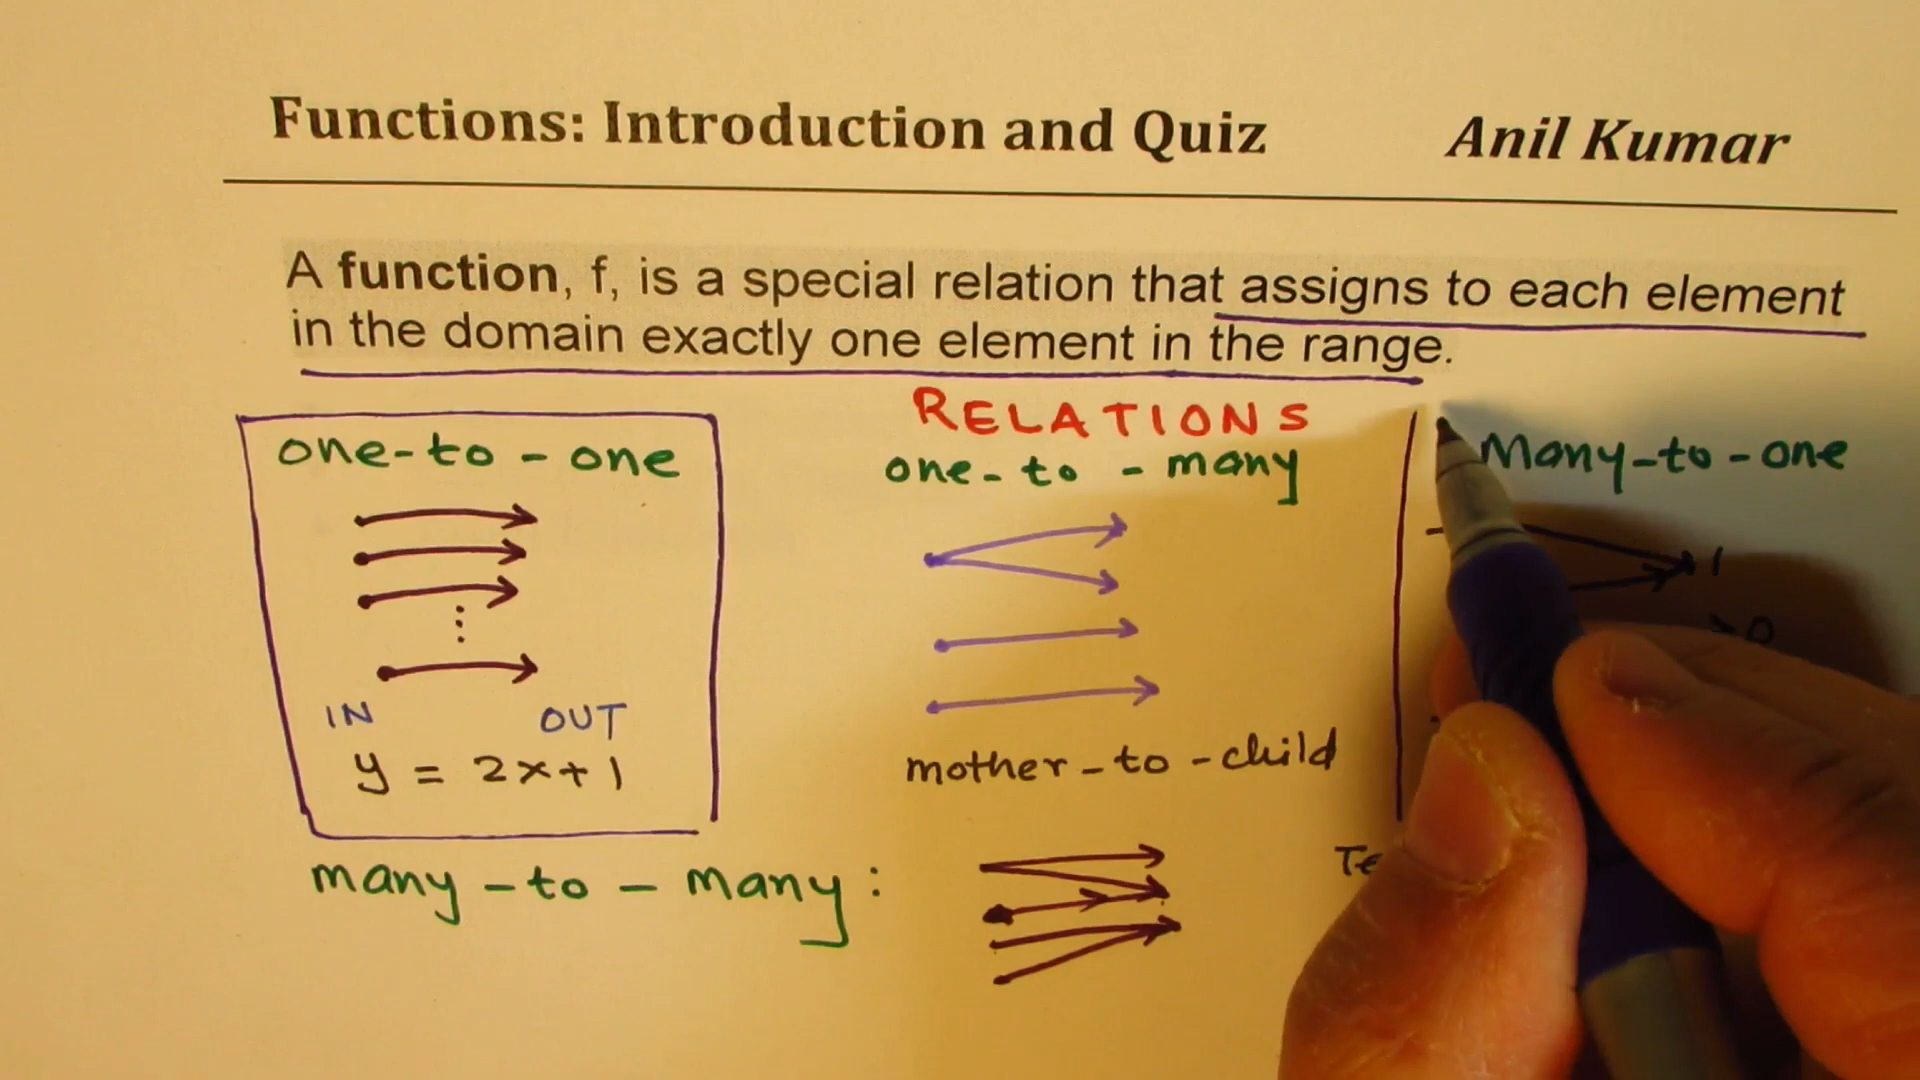 Functions: Introduction and Quiz Anil Kumar
A function, f, is a special relation that assigns to each element
in the domain exactly one element in the range.
RELATIONS
one-to-one
one-to-many
Many-to-one
1
0
IN OUT
y = 2x+1
mother-to-child
many-to-many: